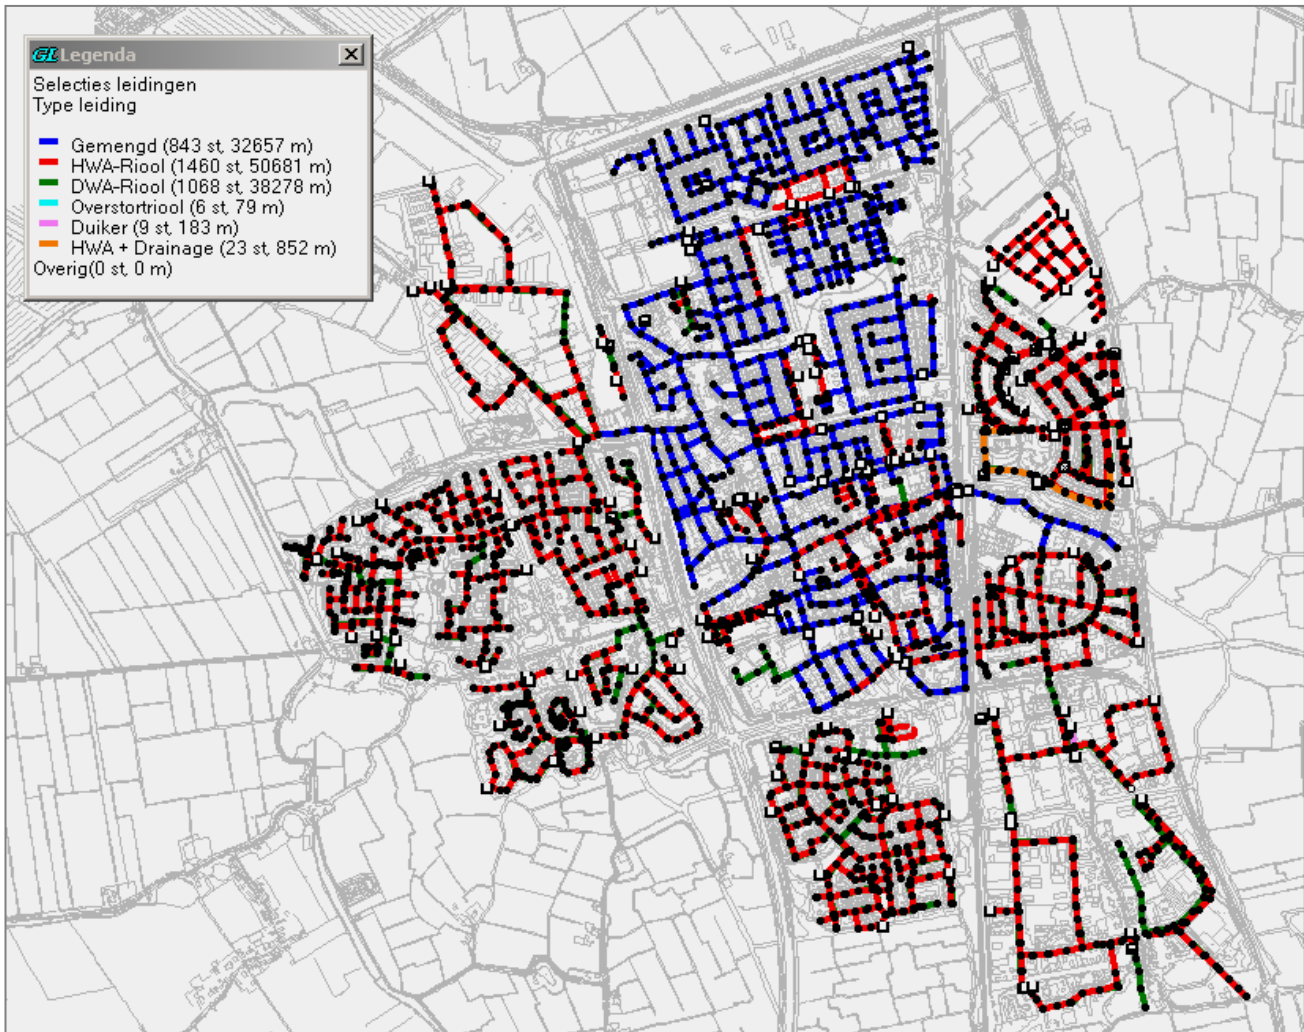 GL Legenda
Selecties leidingen
Type leiding
Gemengd (843 st, 32657 m)
HWA-Riool (1460 st, 50681 m)
DWA-Riool (1068 st, 38278 m)
Overstortriool (6 st, 79 m)
Duiker (9 st, 183 m)
HWA + Drainage (23 st, 852 m)
Overig(0 st, 0 m)